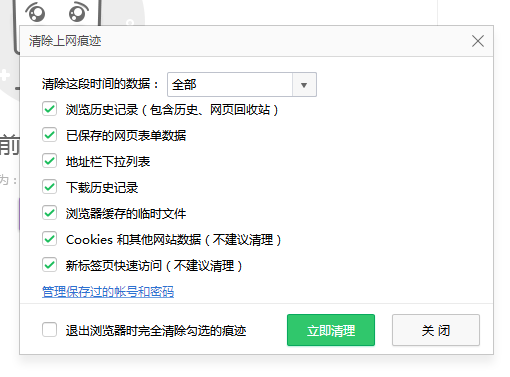 清除上网痕迹
清除这段时间的数据： 全部
浏览历史记录（包含历史、网页回收站）
已保存的网页表单数据
地址栏下拉列表
下载历史记录
浏览器缓存的临时文件
Cookies 和其他网站数据（不建议清理）
新标签页快速访问（不建议清理）
管理保存过的帐号和密码
退出浏览器时完全清除勾选的痕迹 立即清理 关 闭
前
为：